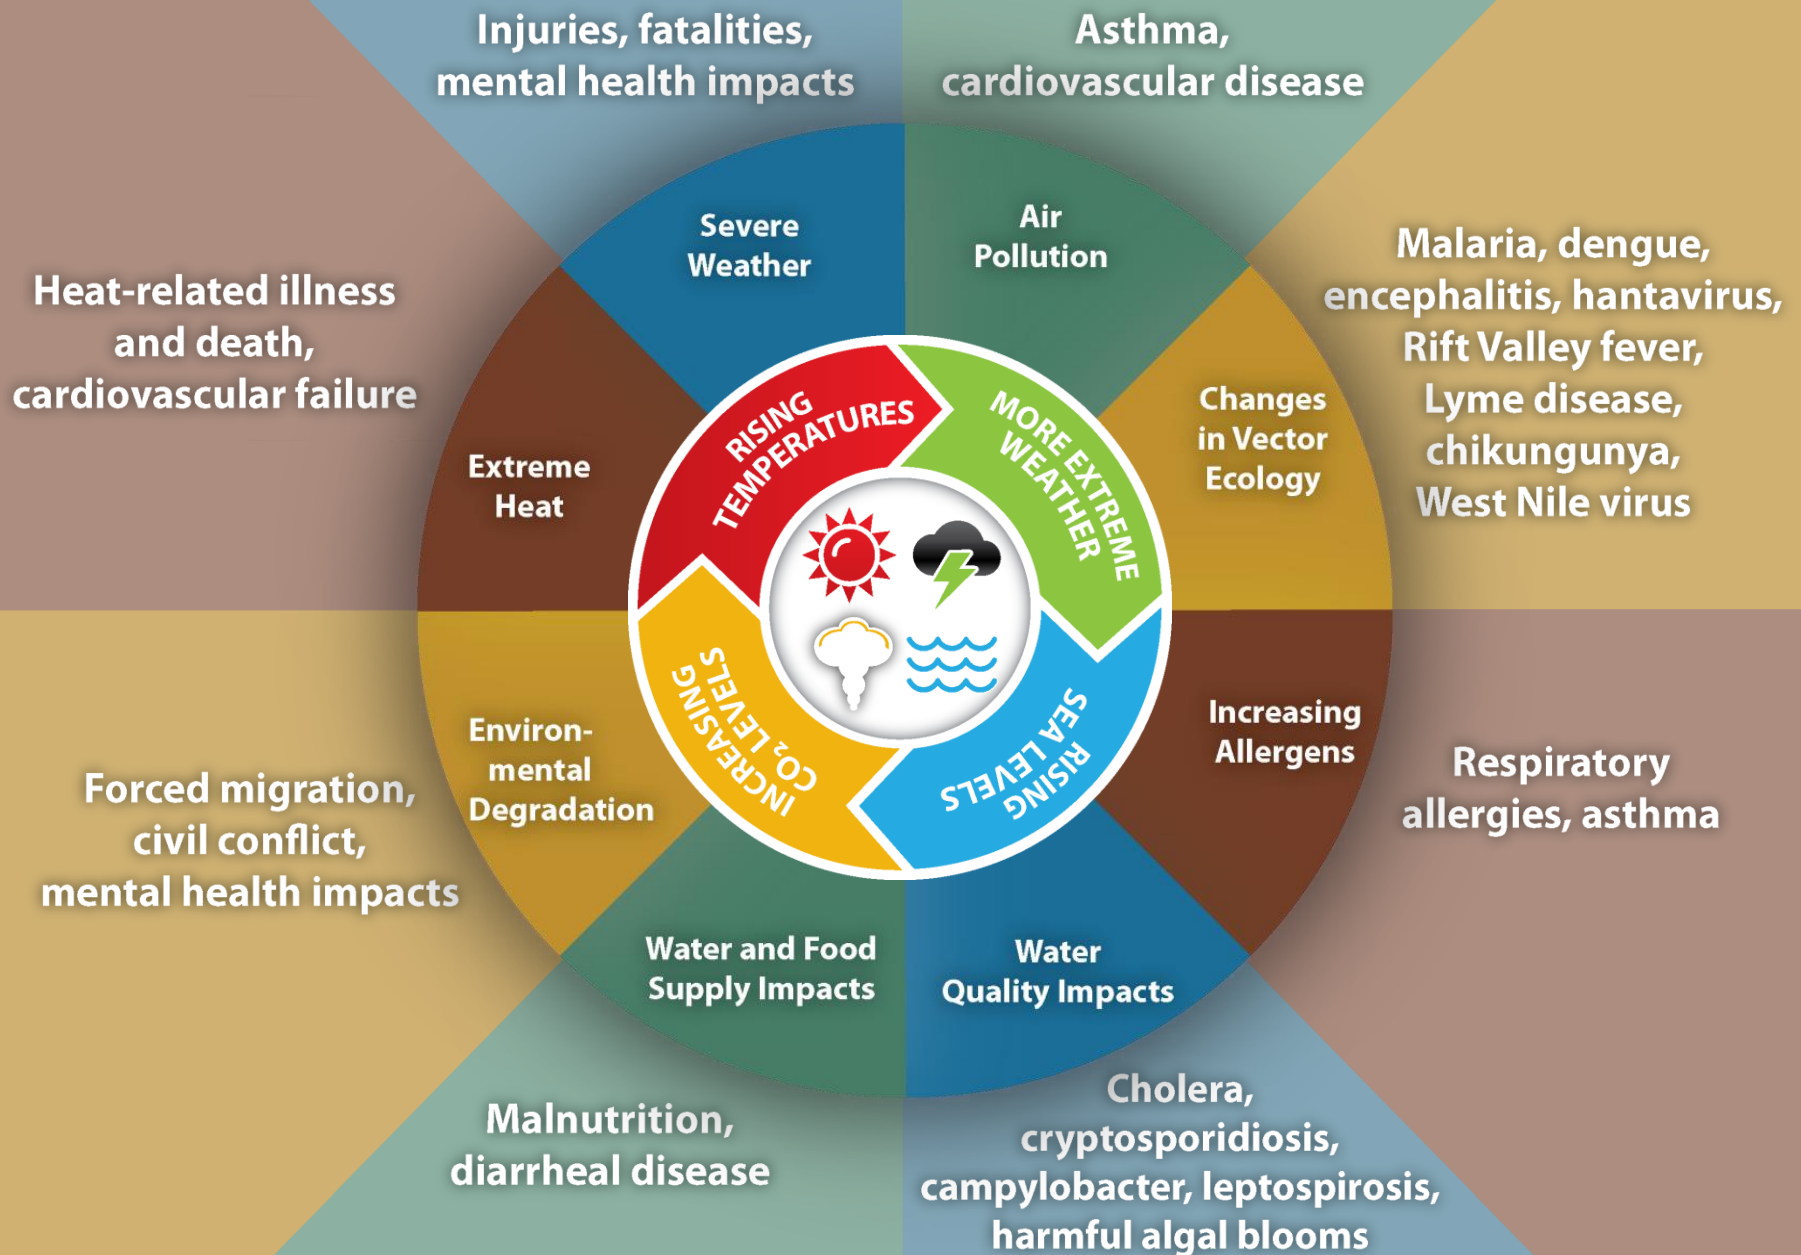 Injuries, fatalities,
mental health impacts
Asthma,
cardiovascular disease
Severe
Weather
Air
Pollution
Malaria, dengue,
encephalitis, hantavirus,
Rift Valley fever,
Lyme disease,
chikungunya,
West Nile virus
Heat-related illness
and death,
cardiovascular failure
Extreme
Heat
Changes
in Vector
Ecology
RISING
TEMPERATURES
MORE EXTREME
WEATHER
INCREASING
CO₂ LEVELS
RISING
SEA LEVELS
Environ-
mental
Degradation
Increasing
Allergens
Forced migration,
civil conflict,
mental health impacts
Respiratory
allergies, asthma
Water and Food
Supply Impacts
Water
Quality Impacts
Malnutrition,
diarrheal disease
Cholera,
cryptosporidiosis,
campylobacter, leptospirosis,
harmful algal blooms